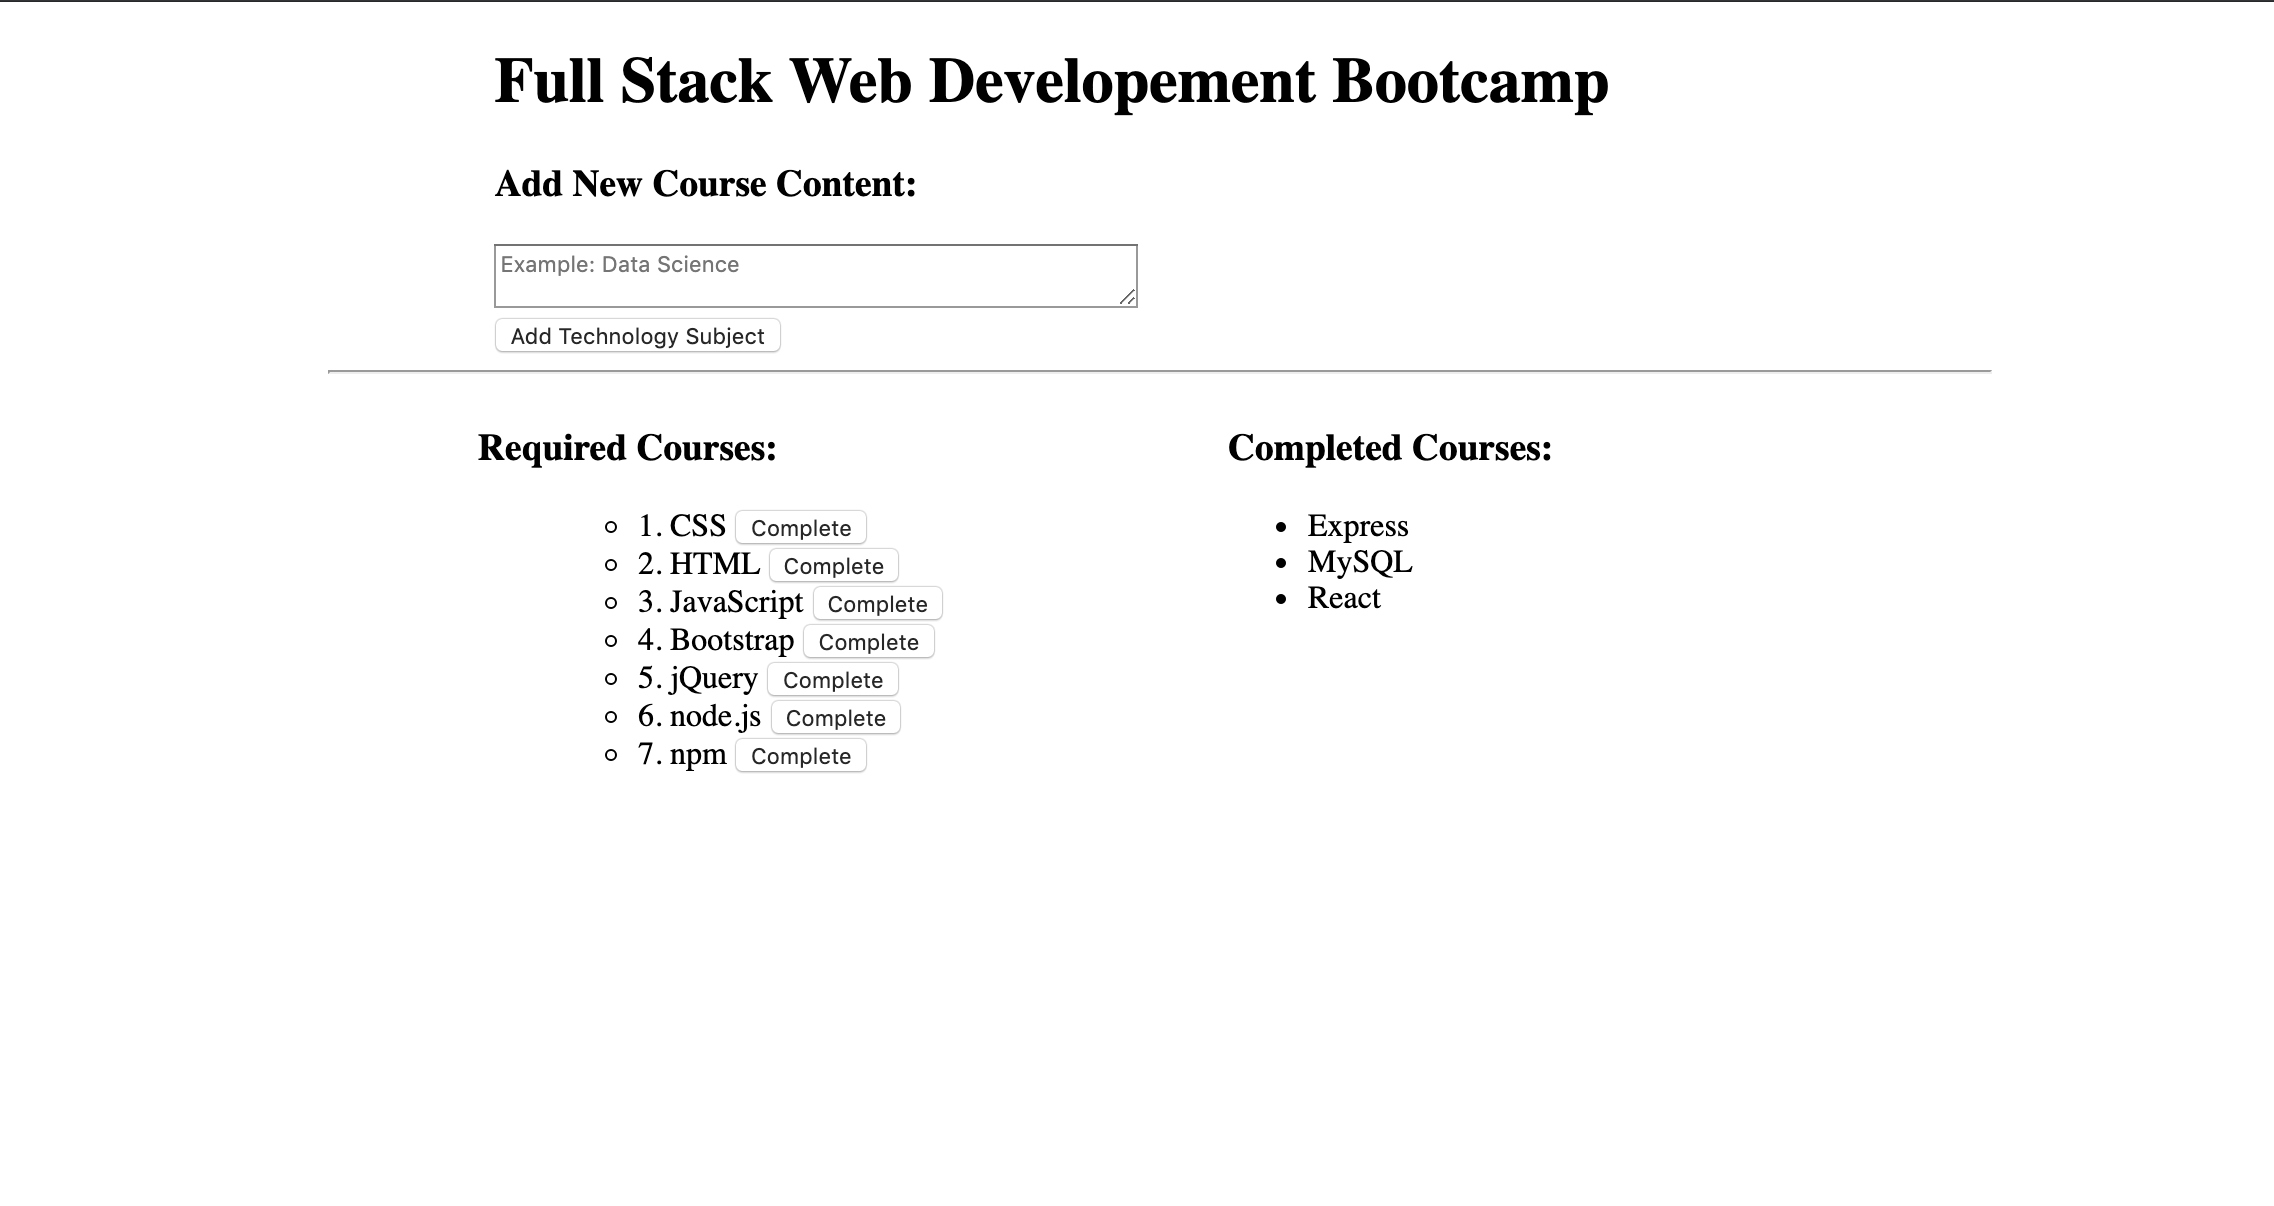 Full Stack Web Developement Bootcamp
Add New Course Content:
Example: Data Science
Add Technology Subject
Required Courses:
1. CSS Complete
2. HTML Complete
3. JavaScript Complete
4. Bootstrap Complete
5. jQuery Complete
6. node.js Complete
7. npm Complete
Completed Courses:
Express
MySQL
React